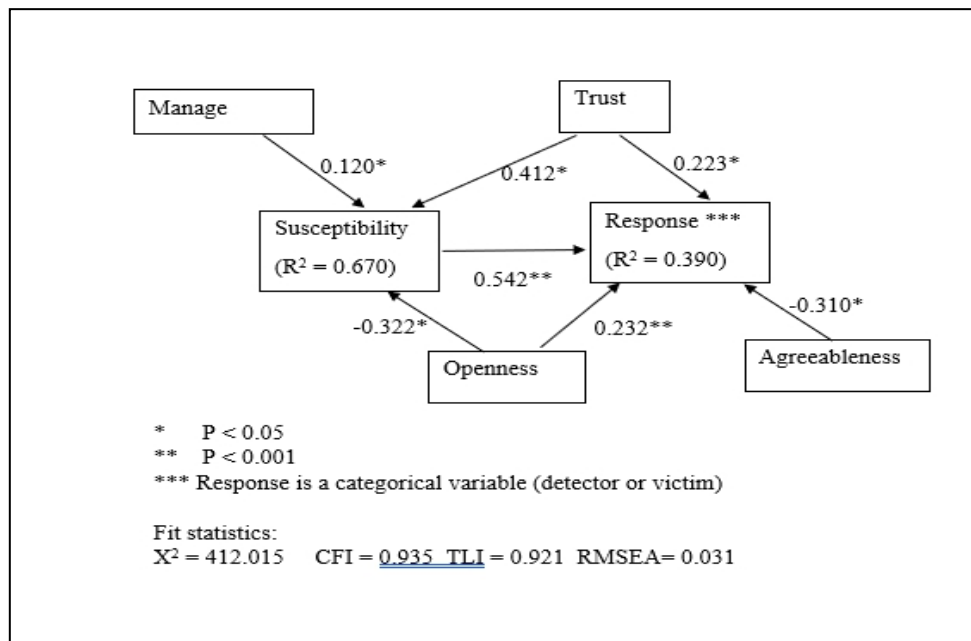 Manage
Trust
0.120*
0.412*
0.223*
Susceptibility
(R² = 0.670)
Response ***
(R² = 0.390)
0.542**
-0.322*
0.232**
-0.310*
Openness
Agreeableness
* P < 0.05
** P < 0.001
*** Response is a categorical variable (detector or victim)
Fit statistics:
X² = 412.015 CFI = 0.935 TLI = 0.921 RMSEA= 0.031